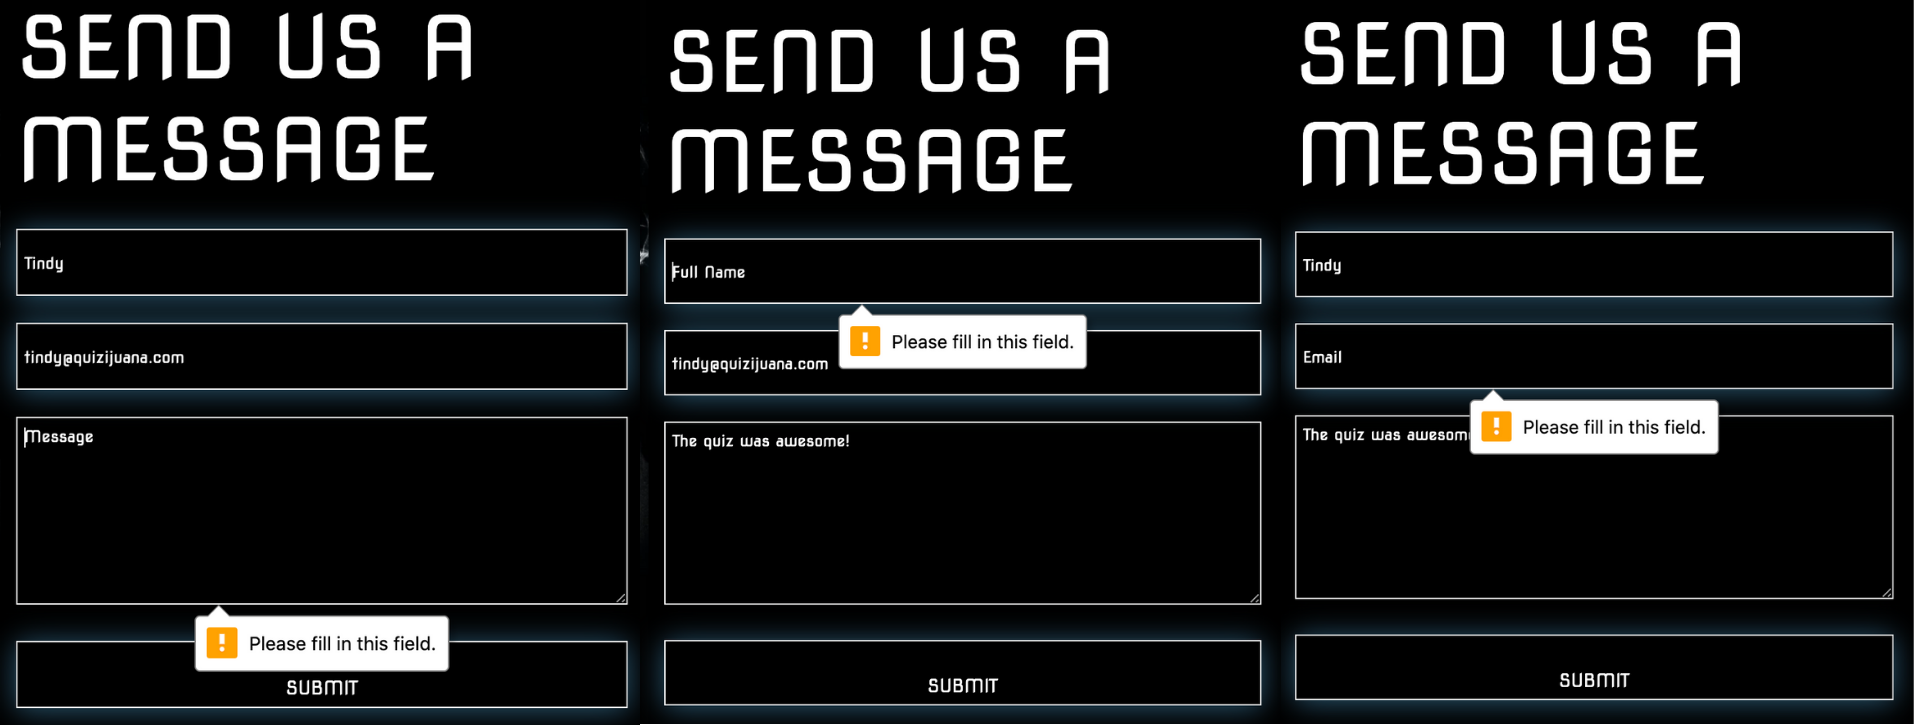 SEND US A
MESSAGE
Tindy
tindy@quizijuana.com
Message
Please fill in this field.
SUBMIT
SEND US A
MESSAGE
Full Name
Please fill in this field.
tindy@quizijuana.com
The quiz was awesome!
SUBMIT
SEND US A
MESSAGE
Tindy
Email
Please fill in this field.
The quiz was awesom
SUBMIT